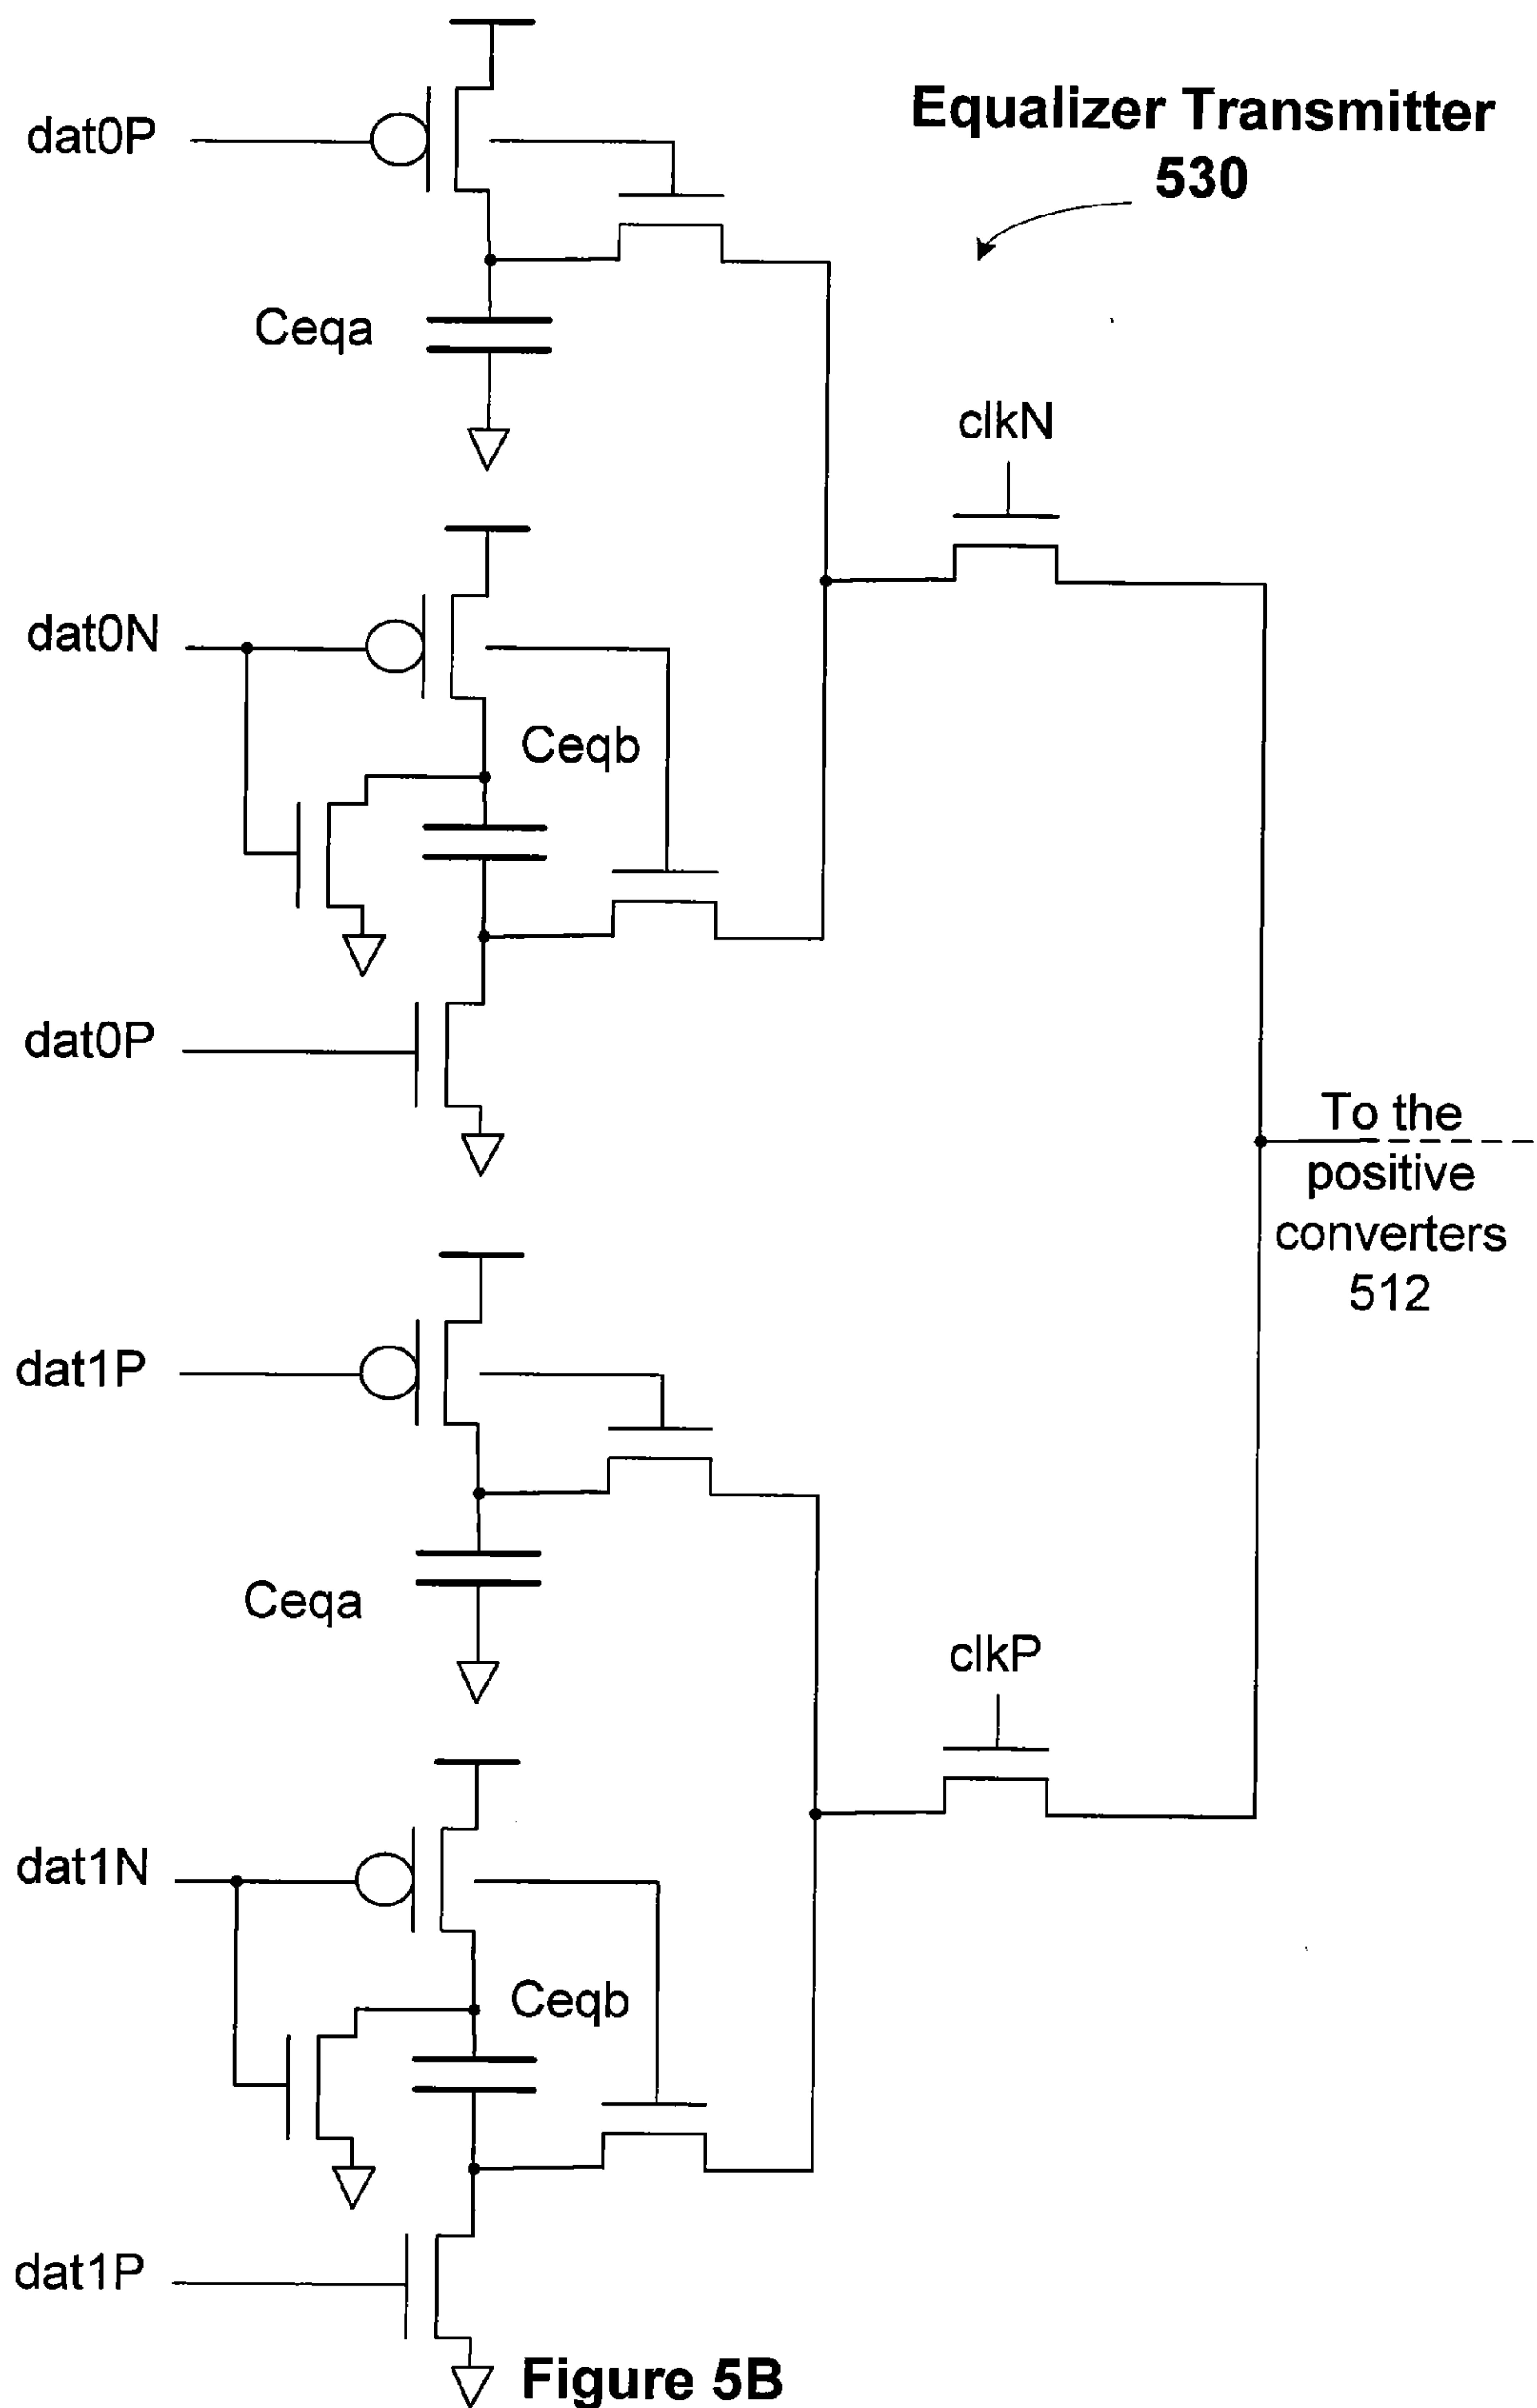 Equalizer Transmitter
530
dat0P
Ceqa
clkN
dat0N
Ceqb
dat0P
To the
positive
converters
512
dat1P
Ceqa
clkP
dat1N
Ceqb
dat1P
Figure 5B